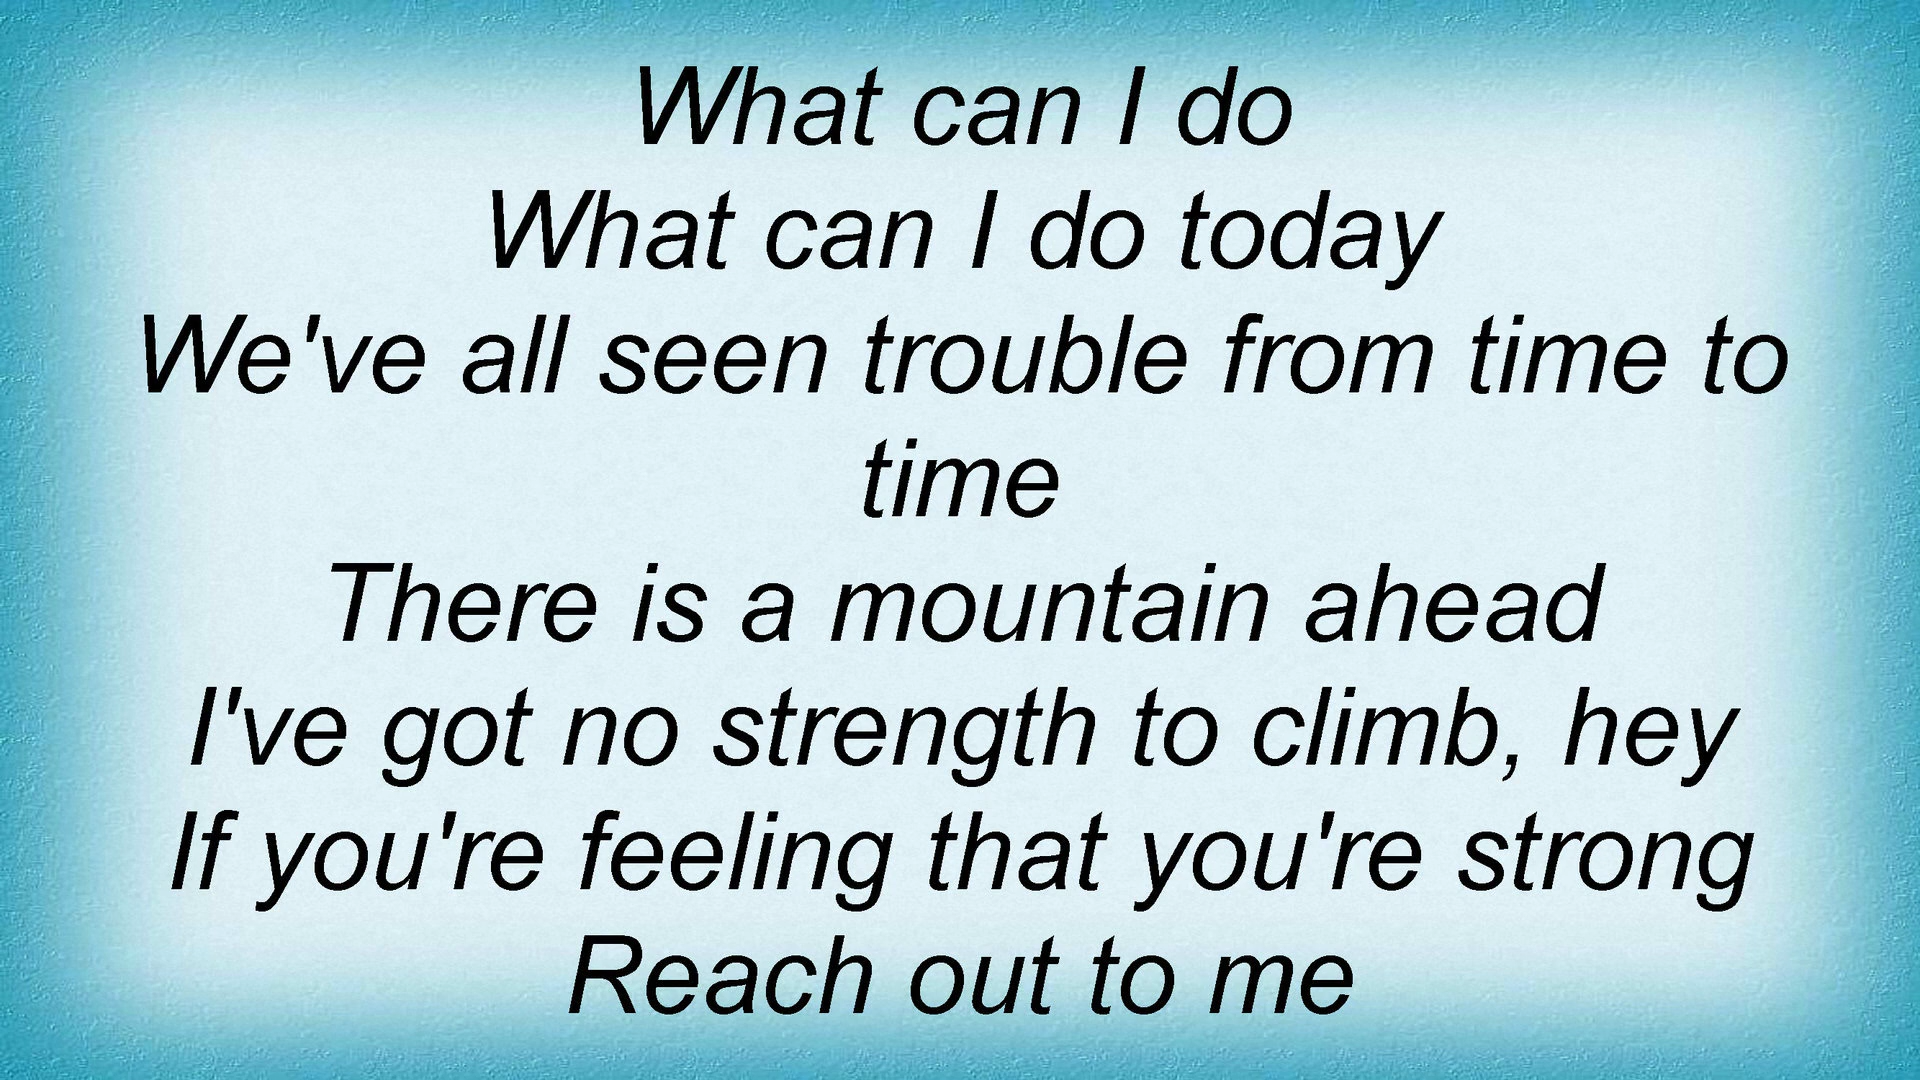 What can I do
What can I do today
We've all seen trouble from time to
time
There is a mountain ahead
I've got no strength to climb, hey
If you're feeling that you're strong
Reach out to me